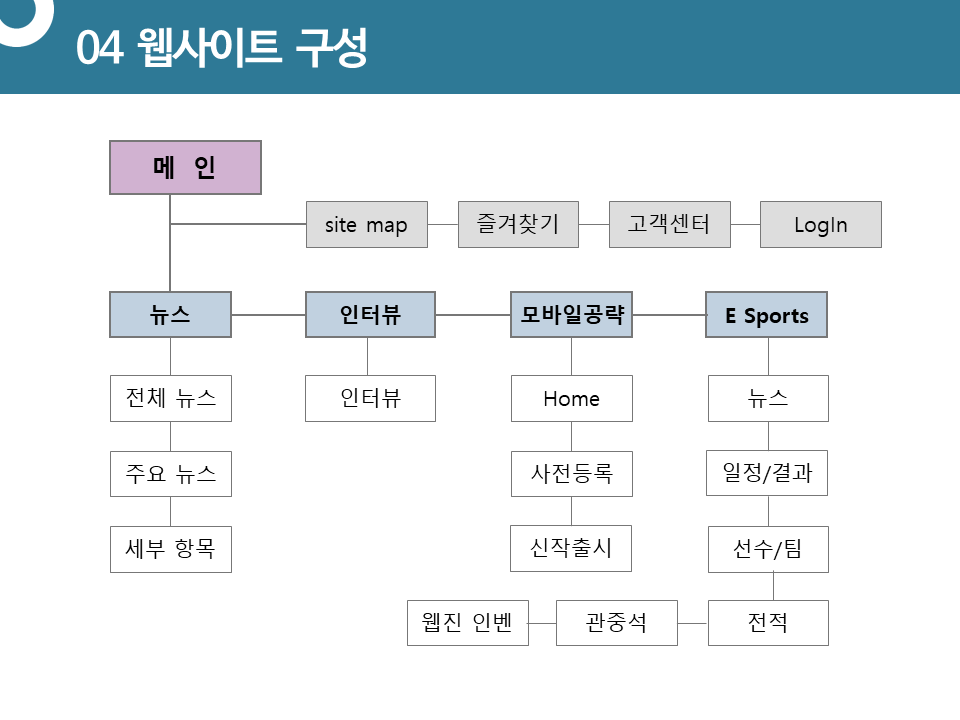 04 웹사이트 구성
메 인
site map
즐겨찾기
고객센터
LogIn
뉴스
인터뷰
모바일공략
E Sports
전체 뉴스
인터뷰
Home
뉴스
주요 뉴스
사전등록
일정/결과
세부 항목
신작출시
선수/팀
웹진 인벤
관중석
전적